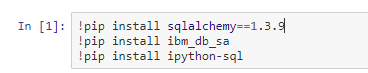 In [1]: !pip install sqlalchemy==1.3.9
!pip install ibm_db_sa
!pip install ipython-sql